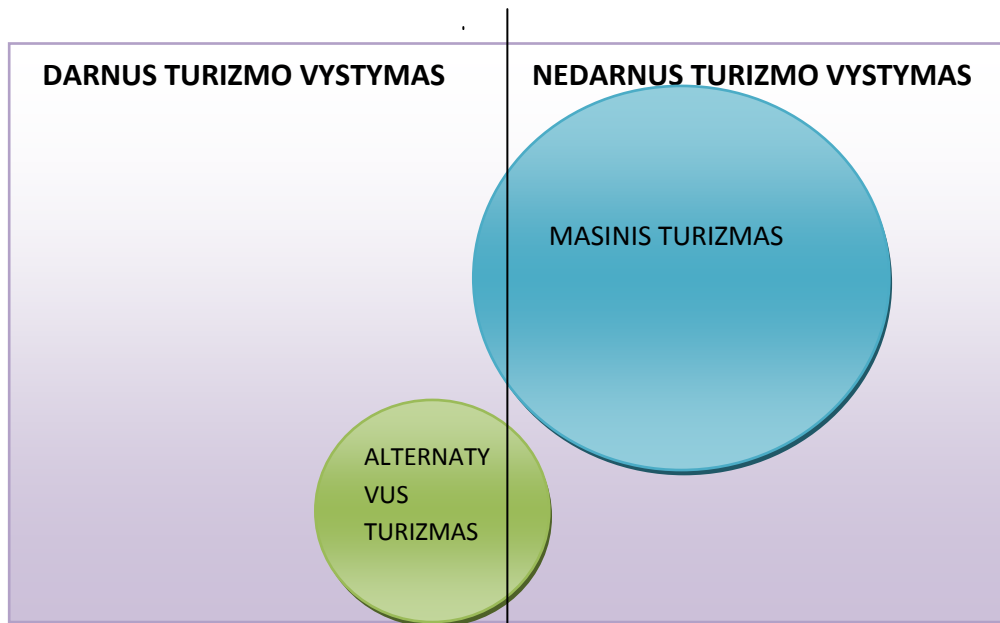 DARNUS TURIZMO VYSTYMAS
NEDARNUS TURIZMO VYSTYMAS
MASINIS TURIZMAS
ALTERNATY
VUS
TURIZMAS